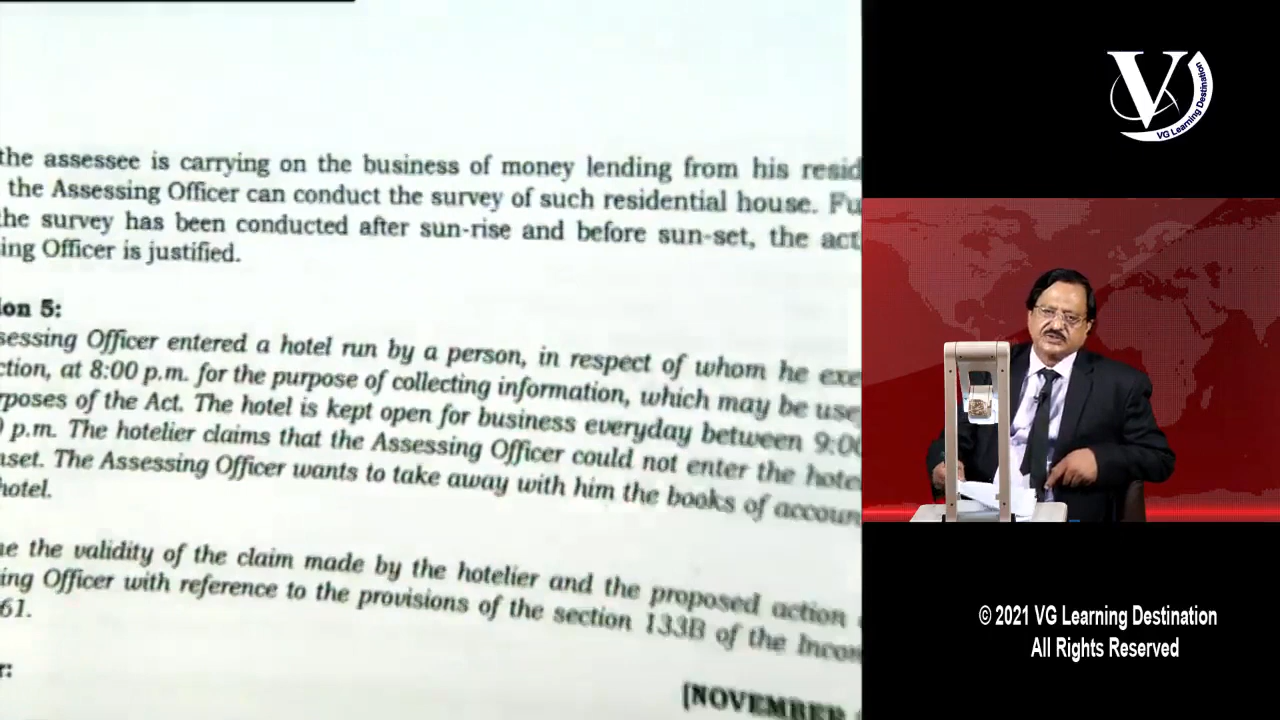 the assessee is carrying on the business of money lending from his resid
the Assessing Officer can conduct the survey of such residential house. Fu
the survey has been conducted after sun-rise and before sun-set, the act
ing Officer is justified.
ion 5:
sessing Officer entered a hotel run by a person, in respect of whom he exe
ction, at 8:00 p.m. for the purpose of collecting information, which may be use
rposes of the Act. The hotel is kept open for business everyday between 9:00
p.m. The hotelier claims that the Assessing Officer could not enter the hote
nset. The Assessing Officer wants to take away with him the books of accoun
hotel.
ne the validity of the claim made by the hotelier and the proposed action
ing Officer with reference to the provisions of the section 133B of the Incom
61.
r:
[NOVEMBER
V
VG Learning Destination
© 2021 VG Learning Destination
All Rights Reserved